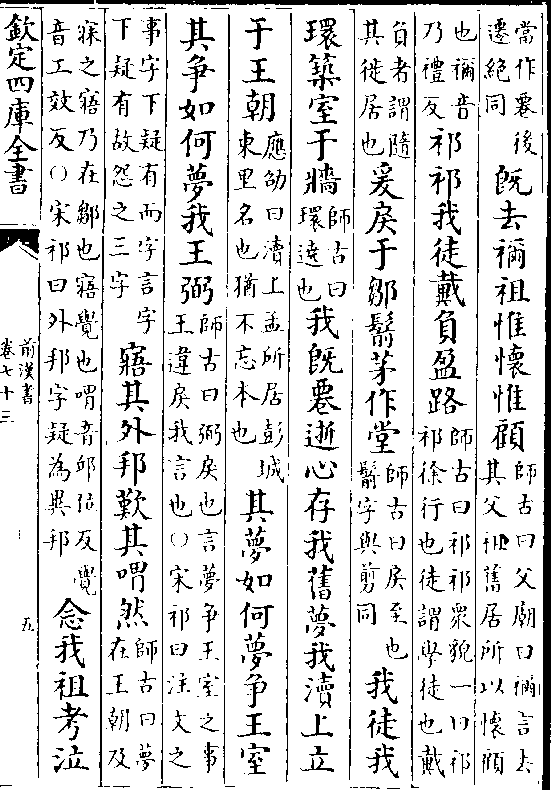 當作䙴後
遷絶同
既去禰祖惟懷惟顧
師古曰父廟曰禰言去
其父祖舊居所以懷顧
也禰音
乃禮反
祁祁我徒戴負盈路
師古曰祁祁衆貌一曰祁
祁徐行也徒謂學徒也戴
負者謂隨
其徙居也
爰戾于鄒鬋茅作堂
師古曰戾至也
鬋字與剪同
我徒我
環築室于牆
師古曰
環遶也
我既䙴逝心存我舊夢我瀆上立
于王朝
應劭曰瀆上孟所居彭城
東里名也猶不忘本也
其夢如何夢争王室
其争如何夢我王弼
師古曰弼戾也言夢争王室之事
王違戾我言也○宋祁曰注文之
事字下疑有而字言字
下疑有故怨之三字
寤其外邦歎其喟然
師古曰夢
在王朝及
寐之寤乃在鄒也寤覺也喟音邱位反覺
音工效反○宋祁曰外邦字疑為異邦
念我祖考泣
欽定四庫全書
前漢書
卷七十三
五